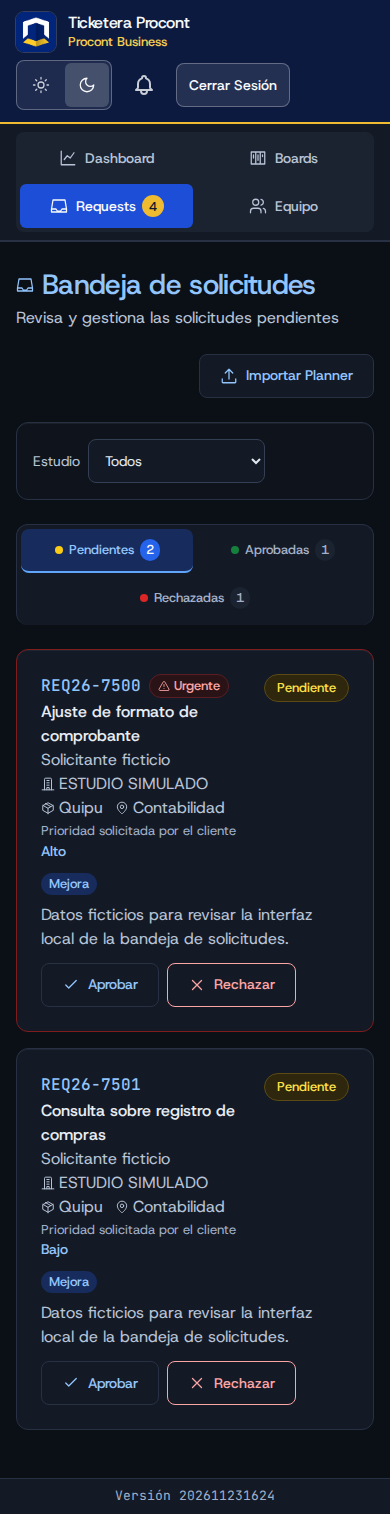 Ticketera Procont
Procont Business
Cerrar Sesión
Dashboard
Boards
Requests 4
Equipo
Bandeja de solicitudes
Revisa y gestiona las solicitudes pendientes
Importar Planner
Estudio Todos
Pendientes 2
Aprobadas 1
Rechazadas 1
REQ26-7500 Urgente Pendiente
Ajuste de formato de
comprobante
Solicitante ficticio
ESTUDIO SIMULADO
Quipu Contabilidad
Prioridad solicitada por el cliente
Alto
Mejora
Datos ficticios para revisar la interfaz
local de la bandeja de solicitudes.
Aprobar Rechazar
REQ26-7501 Pendiente
Consulta sobre registro de
compras
Solicitante ficticio
ESTUDIO SIMULADO
Quipu Contabilidad
Prioridad solicitada por el cliente
Bajo
Mejora
Datos ficticios para revisar la interfaz
local de la bandeja de solicitudes.
Aprobar Rechazar
Versión 202611231624